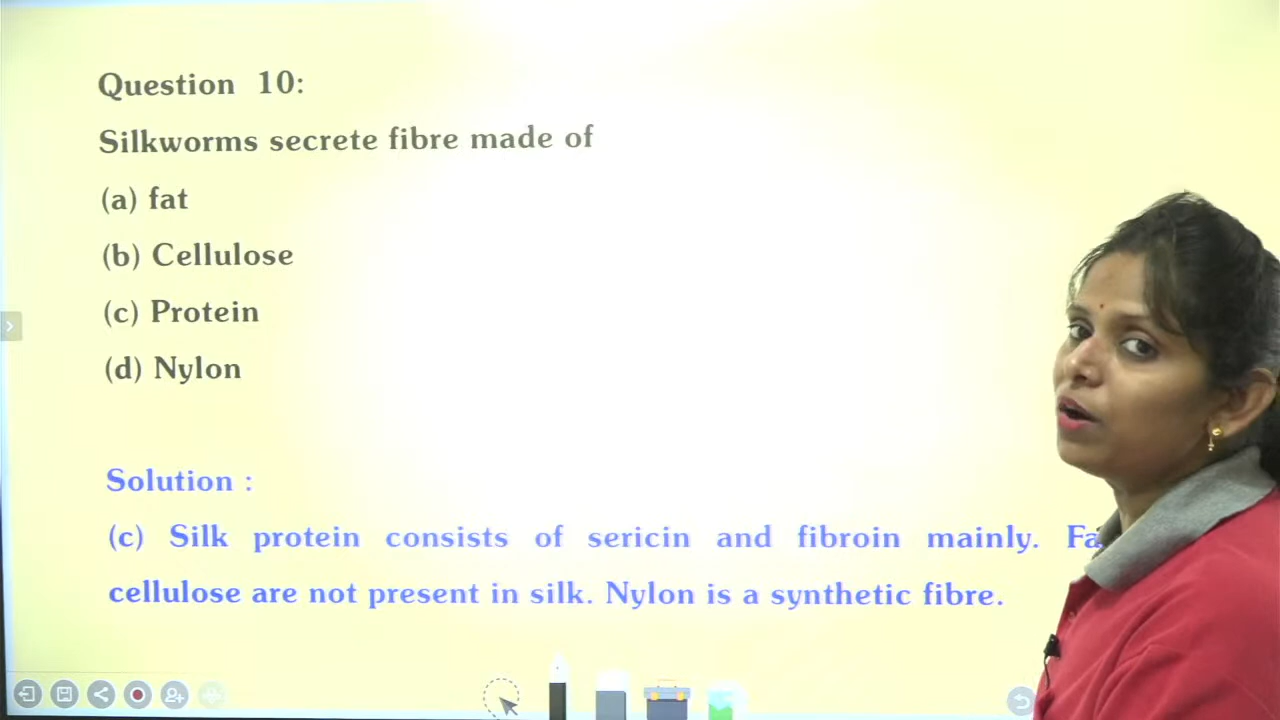 Question 10:
Silkworms secrete fibre made of
(a) fat
(b) Cellulose
(c) Protein
(d) Nylon
Solution :
(c) Silk protein consists of sericin and fibroin mainly.
cellulose are not present in silk. Nylon is a synthetic fibre.